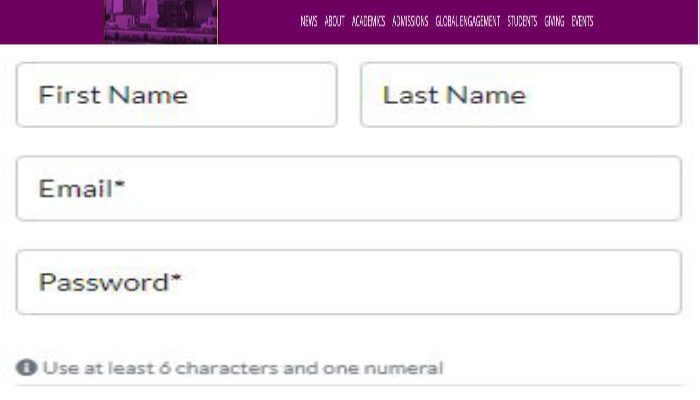 NEWS ABOUT ACADEMICS ADMISSIONS GLOBAL ENGAGEMENT STUDENTS GIVING EVENTS
First Name Last Name
Email*
Password*
Use at least 6 characters and one numeral